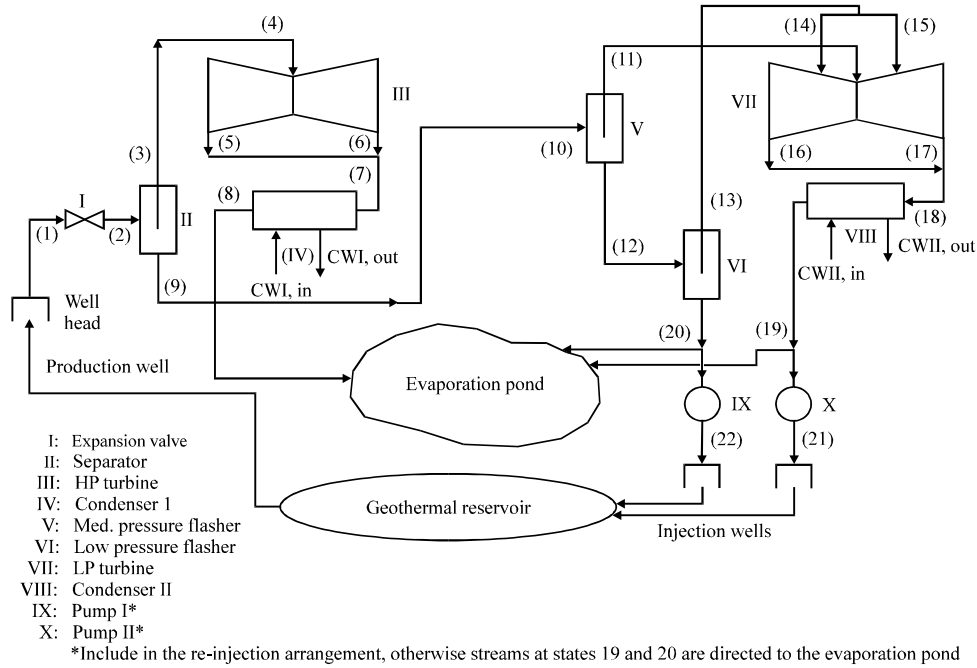 (4)
(14)
(15)
(11)
III
VII
V
(3)
(5)
(6)
(10)
(16)
(17)
I
(8)
(7)
(13)
(1)
(2)
II
(12)
(18)
(IV)
CWI, out
VI
VIII
CWII, out
(9)
CWI, in
CWII, in
Well
head
(20)
(19)
Production well
Evaporation pond
IX
X
(22)
(21)
Geothermal reservoir
Injection wells
I: Expansion valve
II: Separator
III: HP turbine
IV: Condenser 1
V: Med. pressure flasher
VI: Low pressure flasher
VII: LP turbine
VIII: Condenser II
IX: Pump I*
X: Pump II*
*Include in the re-injection arrangement, otherwise streams at states 19 and 20 are directed to the evaporation pond